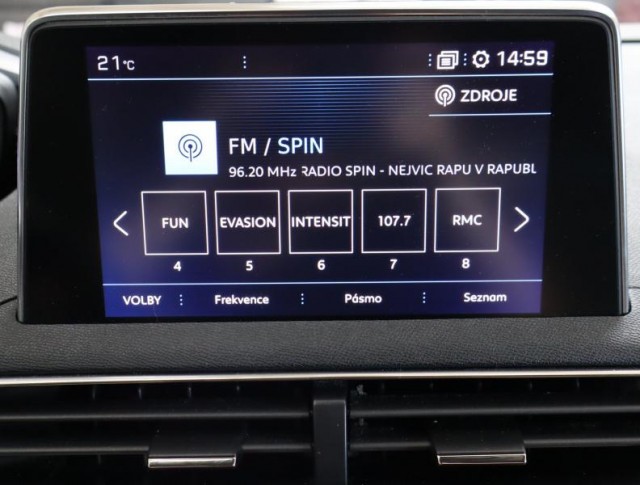 21°C 14:59
ZDROJE
FM / SPIN
96.20 MHz RADIO SPIN - NEJVIC RAPU V RAPUBL
FUN EVASION INTENSIT 107.7 RMC
4 5 6 7 8
VOLBY Frekvence Pásmo Seznam